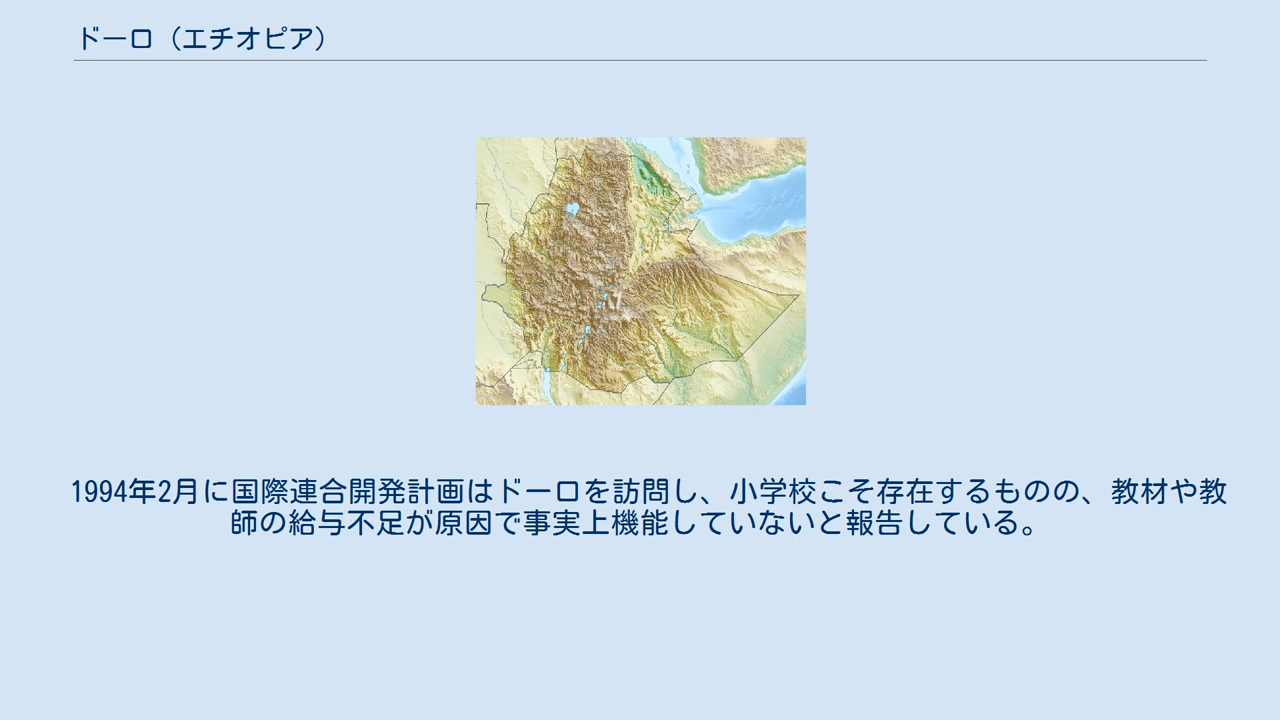 ドーロ（エチオピア）
1994年2月に国際連合開発計画はドーロを訪問し、小学校こそ存在するものの、教材や教
師の給与不足が原因で事実上機能していないと報告している。